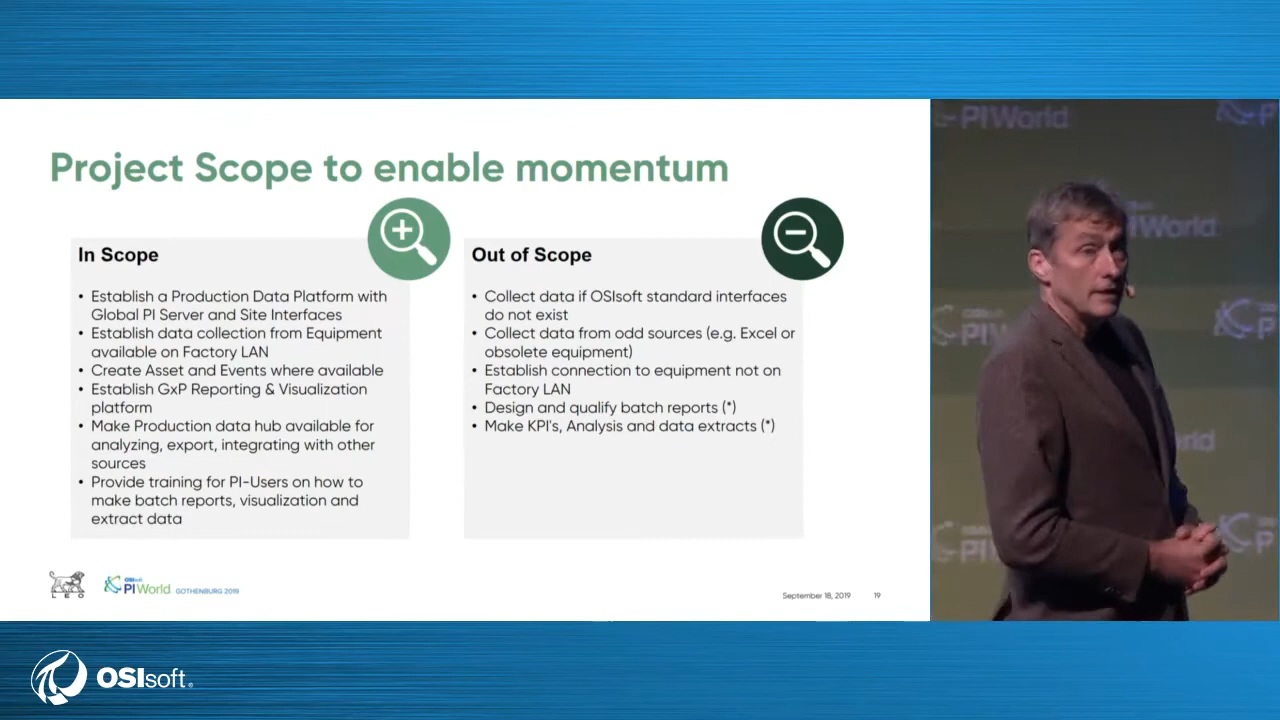 Project Scope to enable momentum
In Scope
• Establish a Production Data Platform with
Global PI Server and Site Interfaces
• Establish data collection from Equipment
available on Factory LAN
• Create Asset and Events where available
• Establish GxP Reporting & Visualization
platform
• Make Production data hub available for
analyzing, export, integrating with other
sources
• Provide training for PI-Users on how to
make batch reports, visualization and
extract data
Out of Scope
• Collect data if OSIsoft standard interfaces
do not exist
• Collect data from odd sources (e.g. Excel or
obsolete equipment)
• Establish connection to equipment not on
Factory LAN
• Design and qualify batch reports (*)
• Make KPI's, Analysis and data extracts (*)
LEO
OSIsoft.
PI World GOTHENBURG 2019
September 18, 2019 19
PI World
World
PI
PI
OSIsoft®